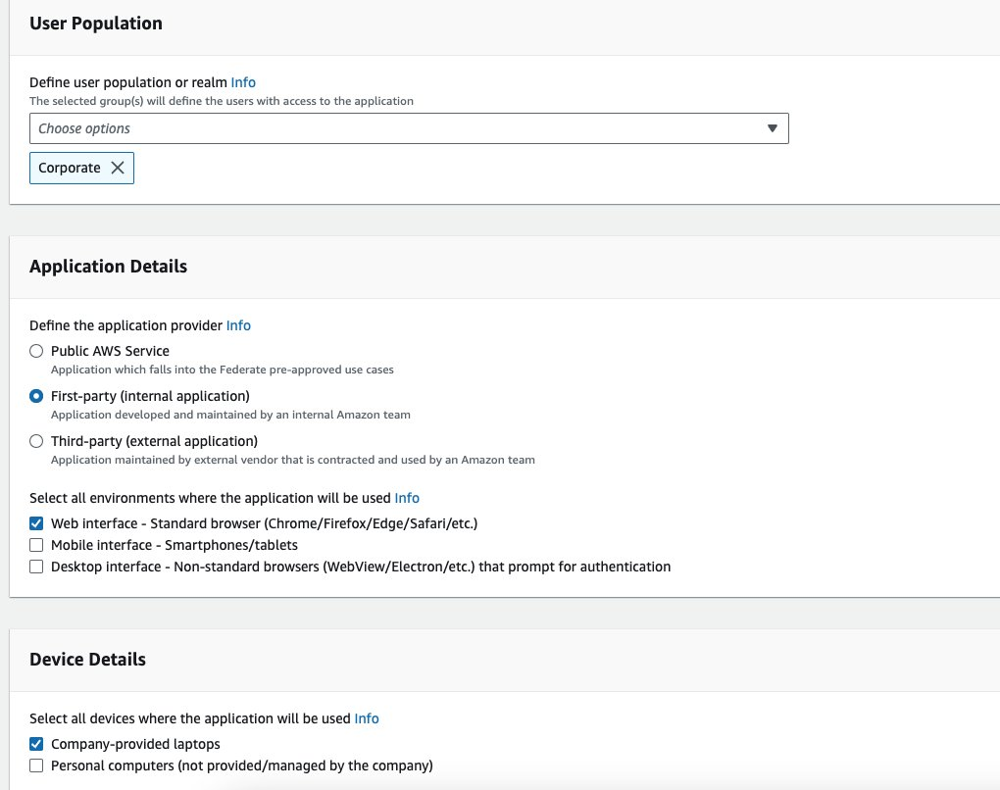 User Population
Define user population or realm Info
The selected group(s) will define the users with access to the application
Choose options
Corporate
Application Details
Define the application provider Info
Public AWS Service
Application which falls into the Federate pre-approved use cases
First-party (internal application)
Application developed and maintained by an internal Amazon team
Third-party (external application)
Application maintained by external vendor that is contracted and used by an Amazon team
Select all environments where the application will be used Info
Web interface - Standard browser (Chrome/Firefox/Edge/Safari/etc.)
Mobile interface - Smartphones/tablets
Desktop interface - Non-standard browsers (WebView/Electron/etc.) that prompt for authentication
Device Details
Select all devices where the application will be used Info
Company-provided laptops
Personal computers (not provided/managed by the company)